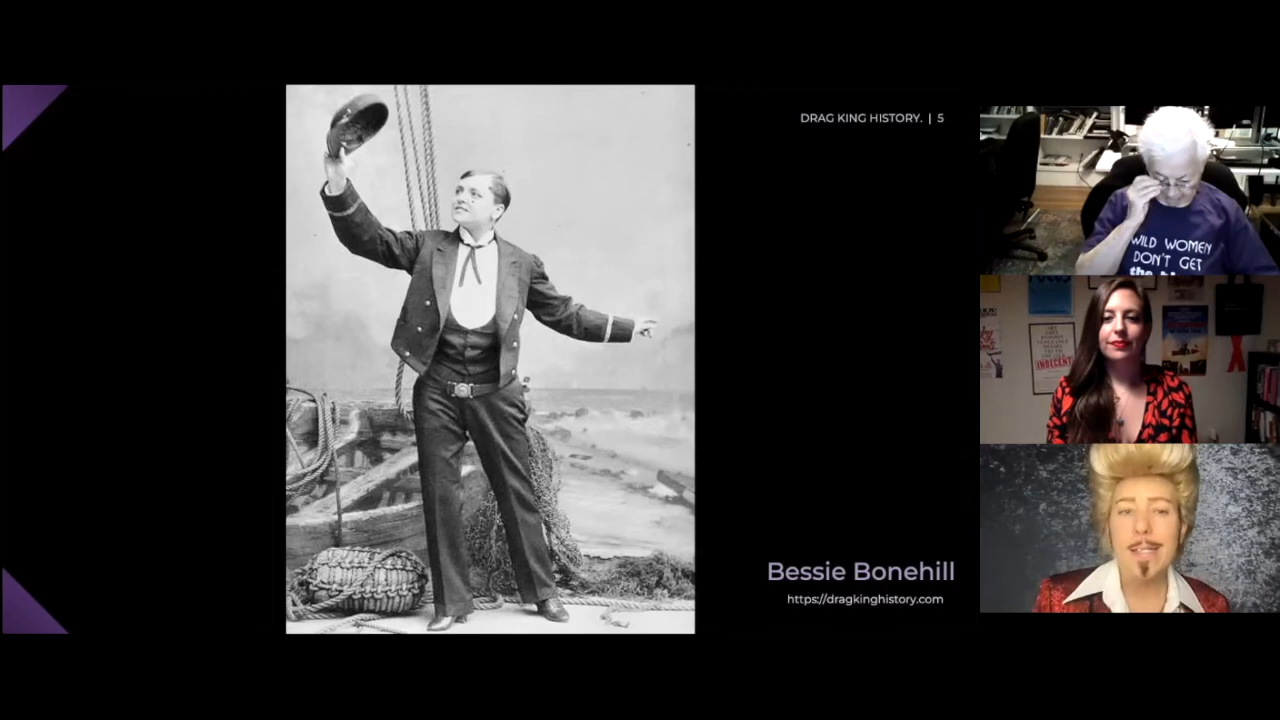 DRAG KING HISTORY. | 5
Bessie Bonehill
https://dragkinghistory.com
WILD WOMEN
DON'T GET
INDECENT